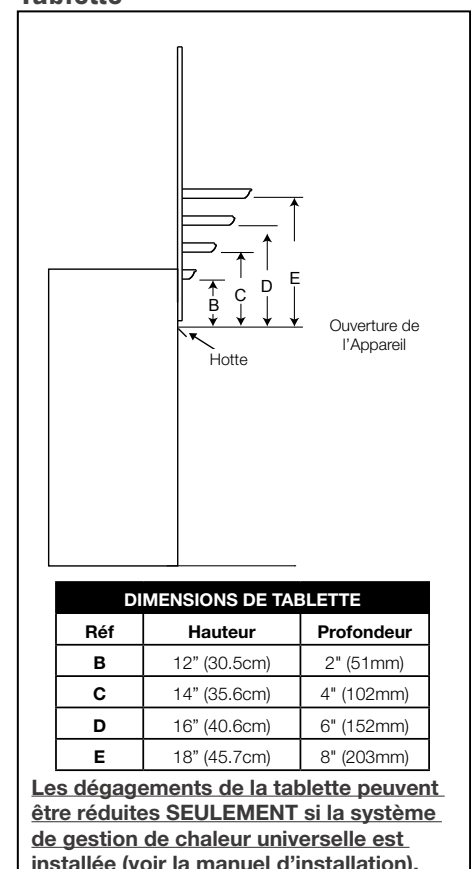 Tablette
E
D
C
B
Ouverture de
l'Appareil
Hotte
DIMENSIONS DE TABLETTE
Réf Hauteur Profondeur
B 12” (30.5cm) 2" (51mm)
C 14” (35.6cm) 4" (102mm)
D 16” (40.6cm) 6" (152mm)
E 18” (45.7cm) 8" (203mm)
Les dégagements de la tablette peuvent
être réduites SEULEMENT si la système
de gestion de chaleur universelle est
installée (voir la manuel d’installation).